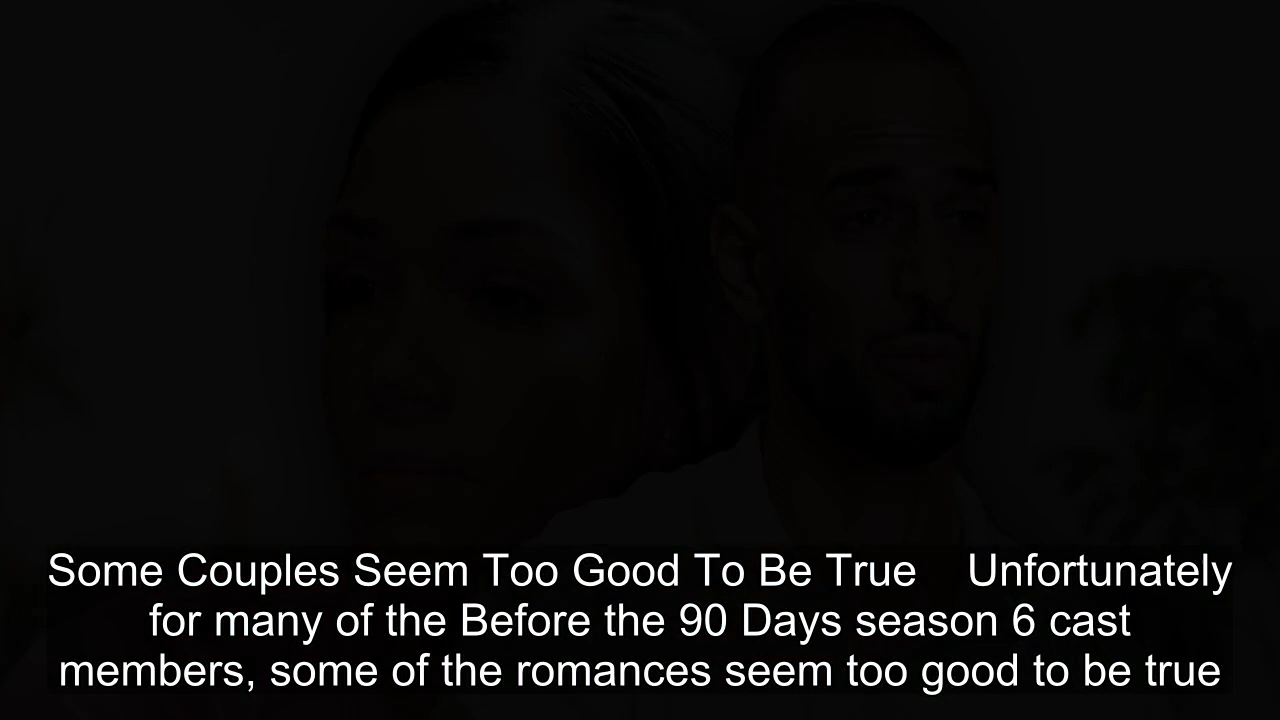 Some Couples Seem Too Good To Be True    Unfortunately
for many of the Before the 90 Days season 6 cast
members, some of the romances seem too good to be true